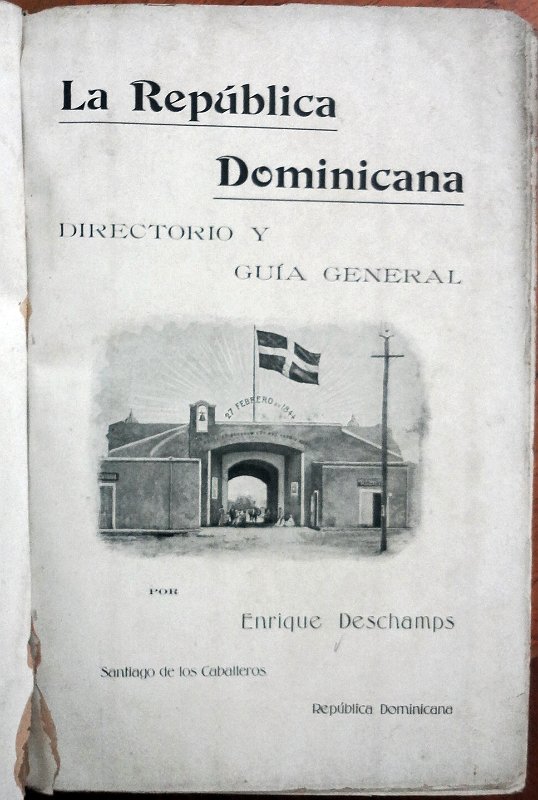 La República
Dominicana
DIRECTORIO Y
GUÍA GENERAL
27 FEBRERO DE 1844
POR
Enrique Deschamps
Santiago de los Caballeros
República Dominicana